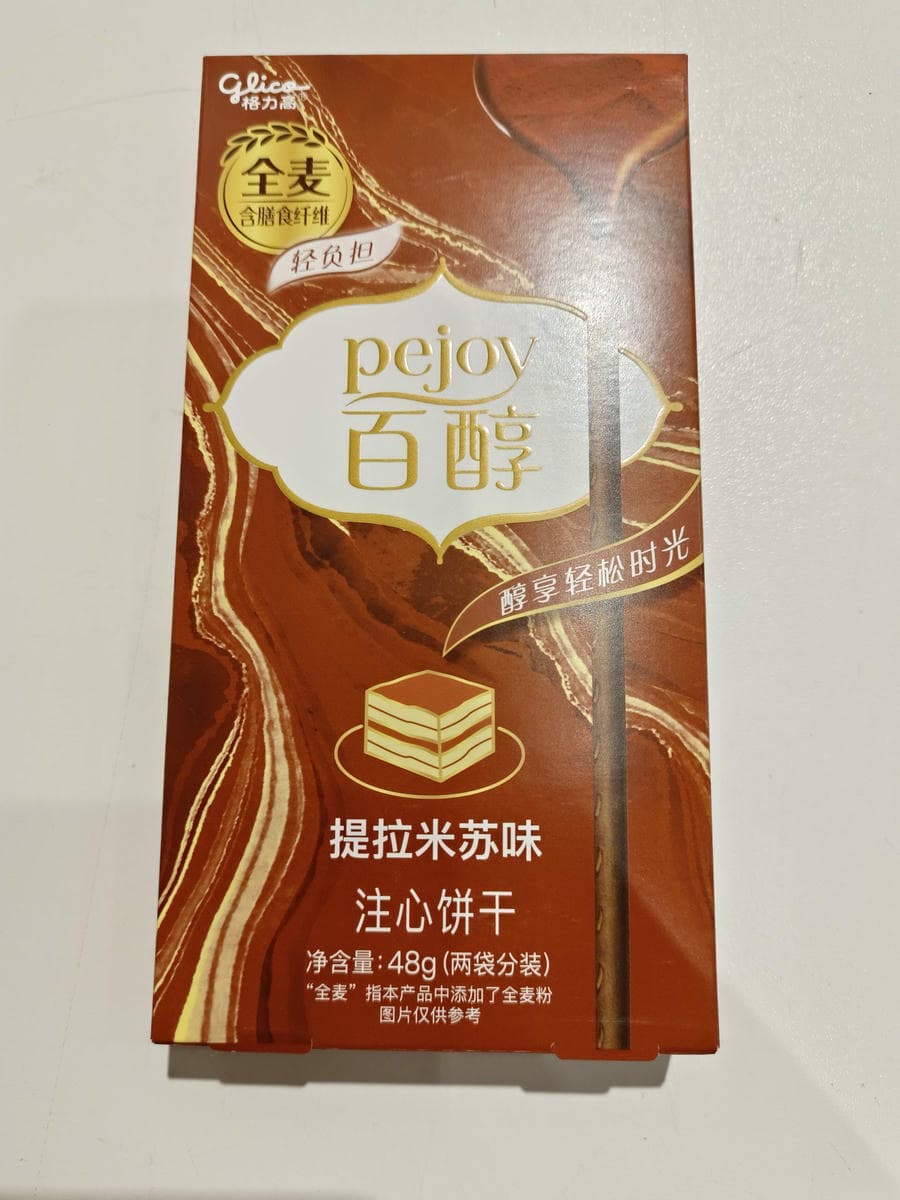 Glico
格力高
全麦
含膳食纤维
轻负担
pejoy
百醇
醇享轻松时光
提拉米苏味
注心饼干
净含量:48g(两袋分装)
“全麦”指本产品中添加了全麦粉
图片仅供参考